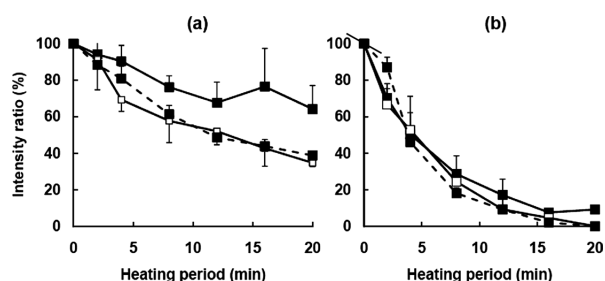 (a) (b)
100 100
80 80
60 60
40 40
20 20
0 0
0 5 10 15 20 0 5 10 15 20
Intensity ratio (%)
Heating period (min) Heating period (min)